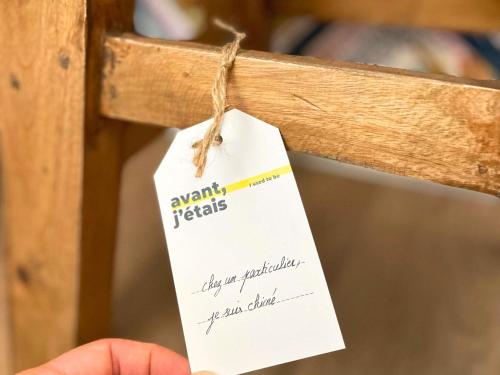 avant, I used to be
j'étais
chez un particulier,
je suis chiné